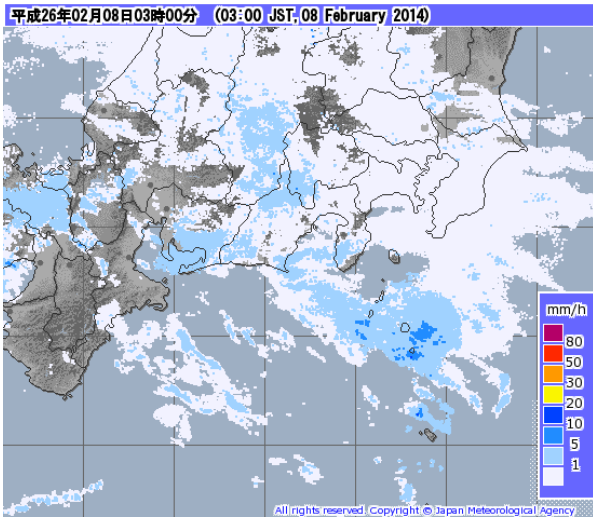 平成26年02月08日03時00分 (03:00 JST, 08 February 2014)
mm/h
80
50
30
20
10
5
1
All rights reserved. Copyright © Japan Meteorological Agency